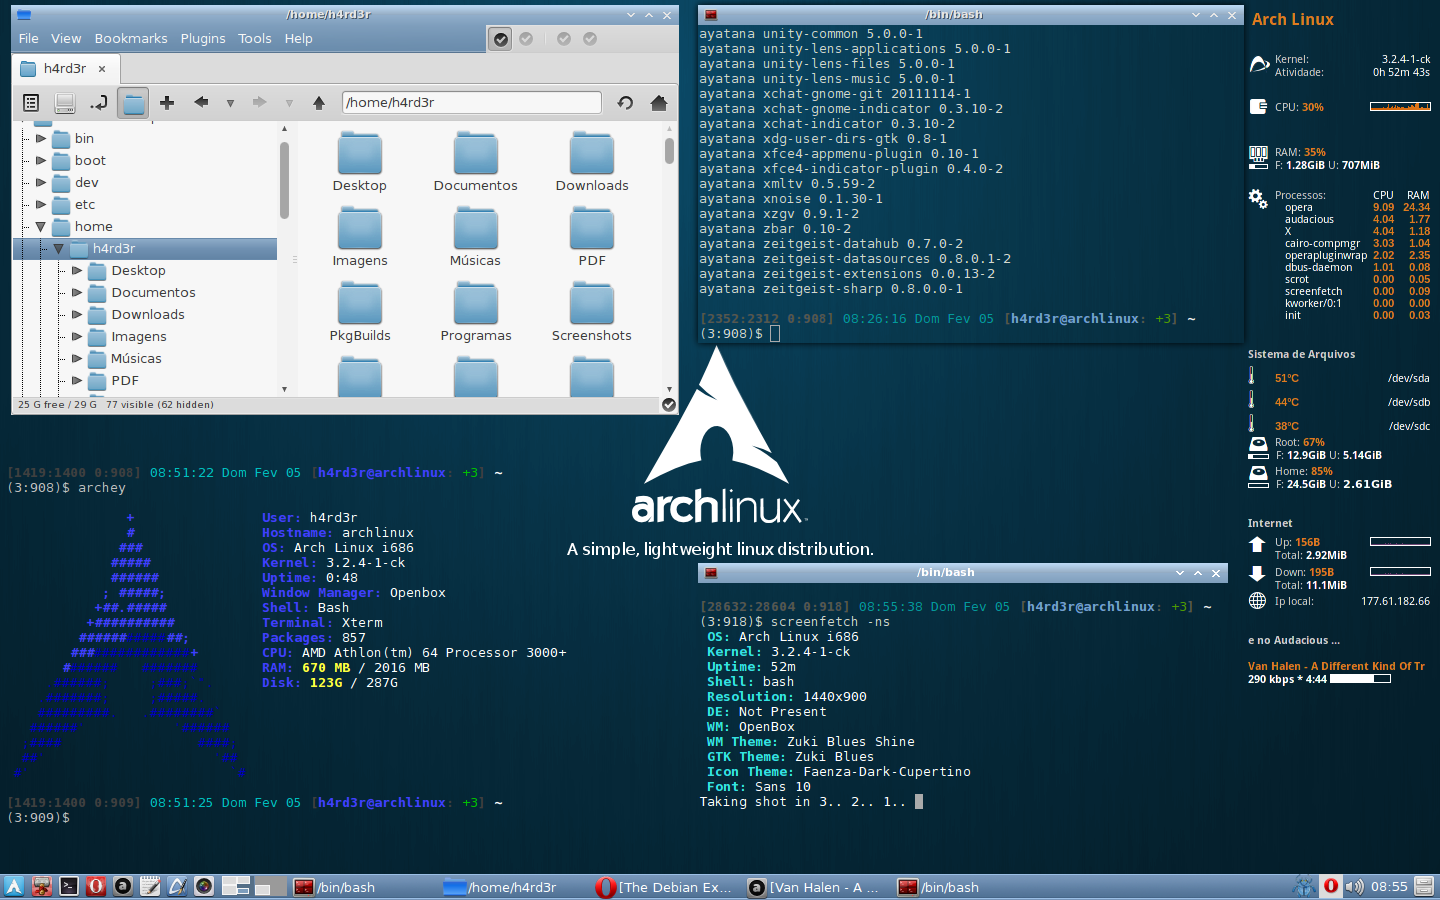 /home/h4rd3r
File View Bookmarks Plugins Tools Help
h4rd3r
/home/h4rd3r
bin
boot
dev
etc
home
h4rd3r
Desktop
Documentos
Downloads
Imagens
Músicas
PDF
Desktop Documentos Downloads
Imagens Músicas PDF
PkgBuilds Programas Screenshots
25 G free / 29 G 77 visible (62 hidden)
/bin/bash
ayatana unity-common 5.0.0-1
ayatana unity-lens-applications 5.0.0-1
ayatana unity-lens-files 5.0.0-1
ayatana unity-lens-music 5.0.0-1
ayatana xchat-gnome-git 20111114-1
ayatana xchat-gnome-indicator 0.3.10-2
ayatana xchat-indicator 0.3.10-2
ayatana xdg-user-dirs-gtk 0.8-1
ayatana xfce4-appmenu-plugin 0.10-1
ayatana xfce4-indicator-plugin 0.4.0-2
ayatana xmltv 0.5.59-2
ayatana xnoise 0.1.30-1
ayatana xzgv 0.9.1-2
ayatana zbar 0.10-2
ayatana zeitgeist-datahub 0.7.0-2
ayatana zeitgeist-datasources 0.8.0.1-2
ayatana zeitgeist-extensions 0.0.13-2
ayatana zeitgeist-sharp 0.8.0.0-1
[2352:2312 0:908] 08:26:16 Dom Fev 05 [h4rd3r@archlinux: +3] ~
(3:908)$
Arch Linux
Kernel: 3.2.4-1-ck
Atividade: 0h 52m 43s
CPU: 30%
RAM: 35%
F: 1.28GiB U: 707MiB
Processos: CPU RAM
opera 9.09 24.34
audacious 4.04 1.77
X 4.04 1.18
cairo-compmgr 3.03 1.04
operapluginwrap 2.02 2.35
dbus-daemon 1.01 0.08
scrot 0.00 0.05
screenfetch 0.00 0.09
kworker/0:1 0.00 0.00
init 0.00 0.03
Sistema de Arquivos
51°C /dev/sda
44°C /dev/sdb
38°C /dev/sdc
Root: 67%
F: 12.9GiB U: 5.14GiB
Home: 85%
F: 24.5GiB U: 2.61GiB
Internet
Up: 156B
Total: 2.92MiB
Down: 195B
Total: 11.1MiB
Ip local: 177.61.182.66
e no Audacious ...
Van Halen - A Different Kind Of Tr
290 kbps * 4:44
archlinux
A simple, lightweight linux distribution.
[1419:1400 0:908] 08:51:22 Dom Fev 05 [h4rd3r@archlinux: +3] ~
(3:908)$ archey
User: h4rd3r
Hostname: archlinux
OS: Arch Linux i686
Kernel: 3.2.4-1-ck
Uptime: 0:48
Window Manager: Openbox
Shell: Bash
Terminal: Xterm
Packages: 857
CPU: AMD Athlon(tm) 64 Processor 3000+
RAM: 670 MB / 2016 MB
Disk: 123G / 287G
[1419:1400 0:909] 08:51:25 Dom Fev 05 [h4rd3r@archlinux: +3] ~
(3:909)$
/bin/bash
[28632:28604 0:918] 08:55:38 Dom Fev 05 [h4rd3r@archlinux: +3] ~
(3:918)$ screenfetch -ns
OS: Arch Linux i686
Kernel: 3.2.4-1-ck
Uptime: 52m
Shell: bash
Resolution: 1440x900
DE: Not Present
WM: OpenBox
WM Theme: Zuki Blues Shine
GTK Theme: Zuki Blues
Icon Theme: Faenza-Dark-Cupertino
Font: Sans 10
Taking shot in 3.. 2.. 1..
/bin/bash /home/h4rd3r [The Debian Ex... [Van Halen - A ... /bin/bash 08:55